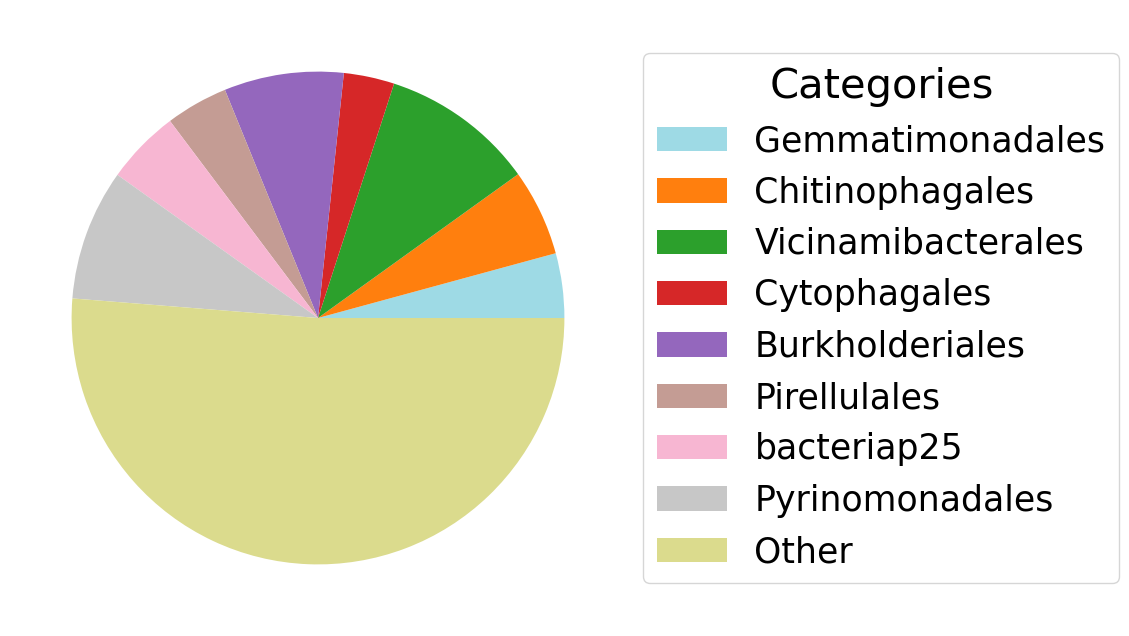 Categories
Gemmatimonadales
Chitinophagales
Vicinamibacterales
Cytophagales
Burkholderiales
Pirellulales
bacteriap25
Pyrinomonadales
Other